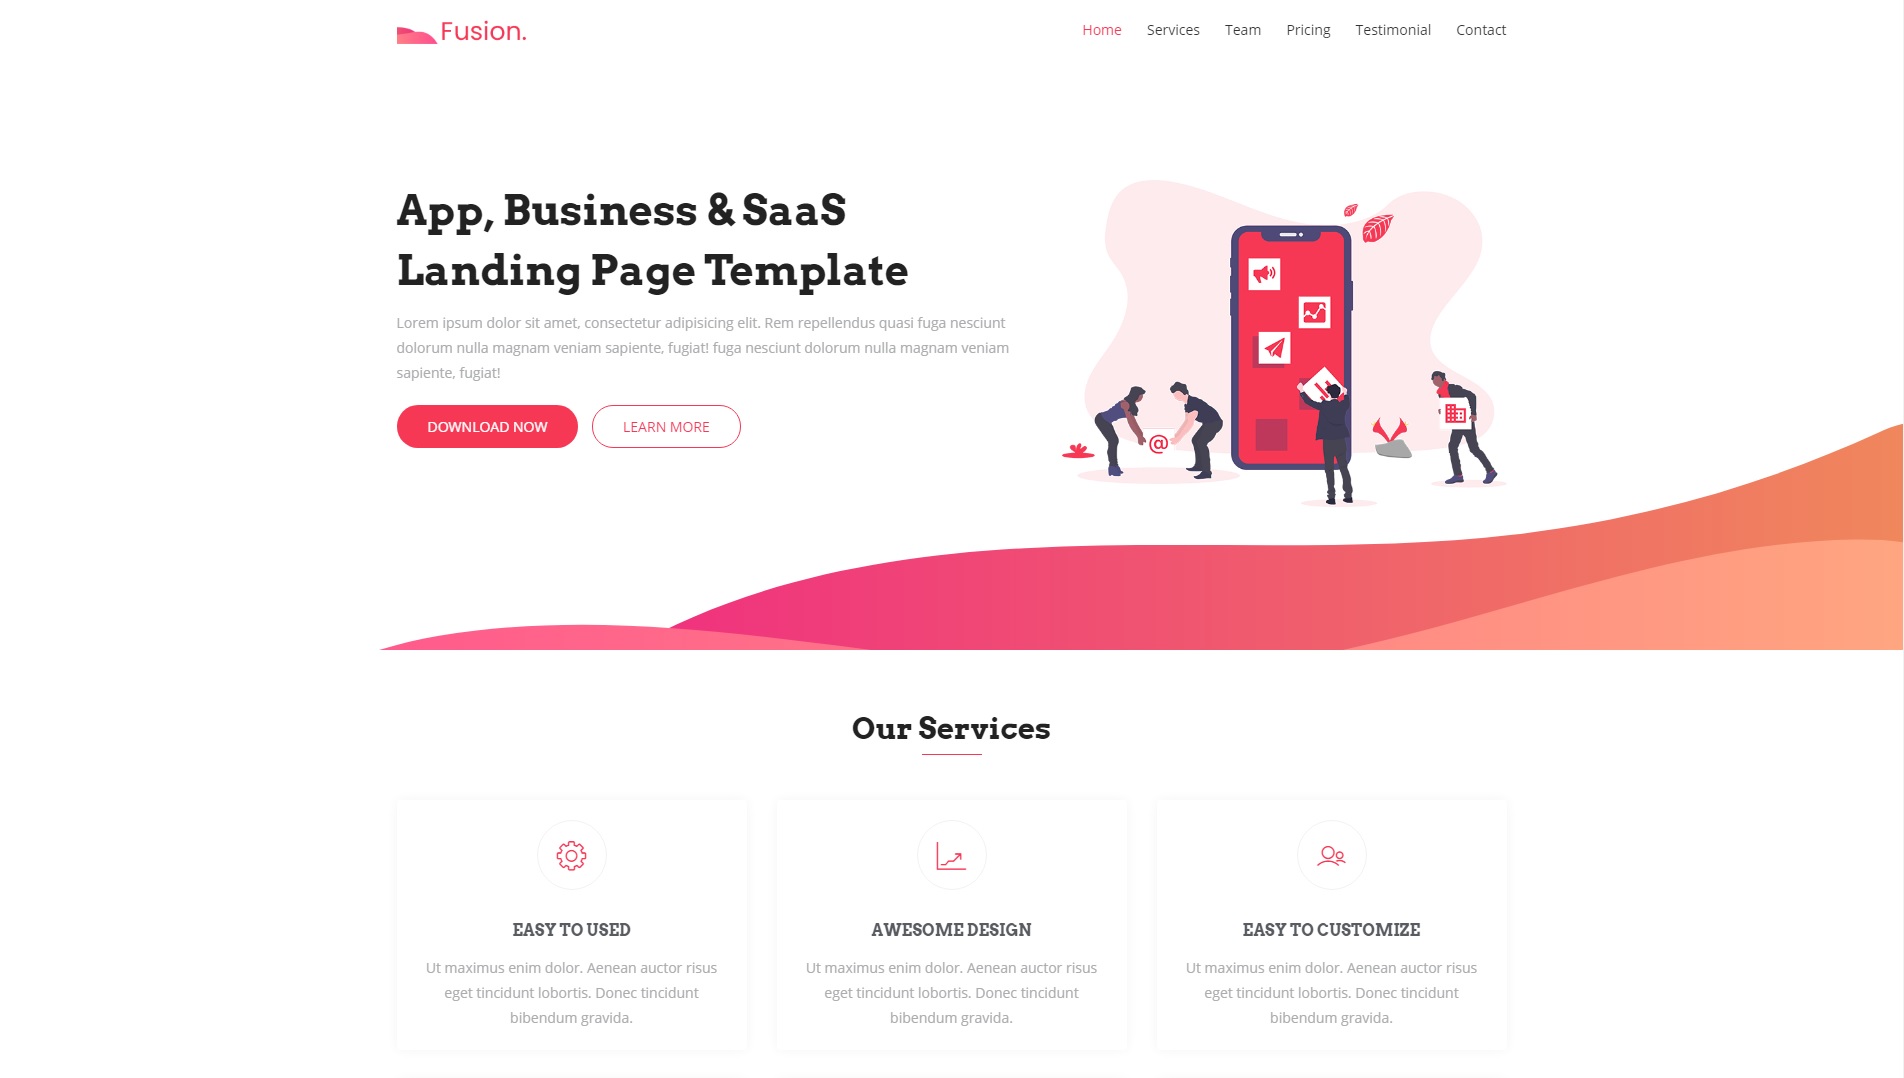 Fusion.
Home Services Team Pricing Testimonial Contact
App, Business & SaaS
Landing Page Template
Lorem ipsum dolor sit amet, consectetur adipisicing elit. Rem repellendus quasi fuga nesciunt
dolorum nulla magnam veniam sapiente, fugiat! fuga nesciunt dolorum nulla magnam veniam
sapiente, fugiat!
DOWNLOAD NOW LEARN MORE
@
Our Services
EASY TO USED
Ut maximus enim dolor. Aenean auctor risus
eget tincidunt lobortis. Donec tincidunt
bibendum gravida.
AWESOME DESIGN
Ut maximus enim dolor. Aenean auctor risus
eget tincidunt lobortis. Donec tincidunt
bibendum gravida.
EASY TO CUSTOMIZE
Ut maximus enim dolor. Aenean auctor risus
eget tincidunt lobortis. Donec tincidunt
bibendum gravida.